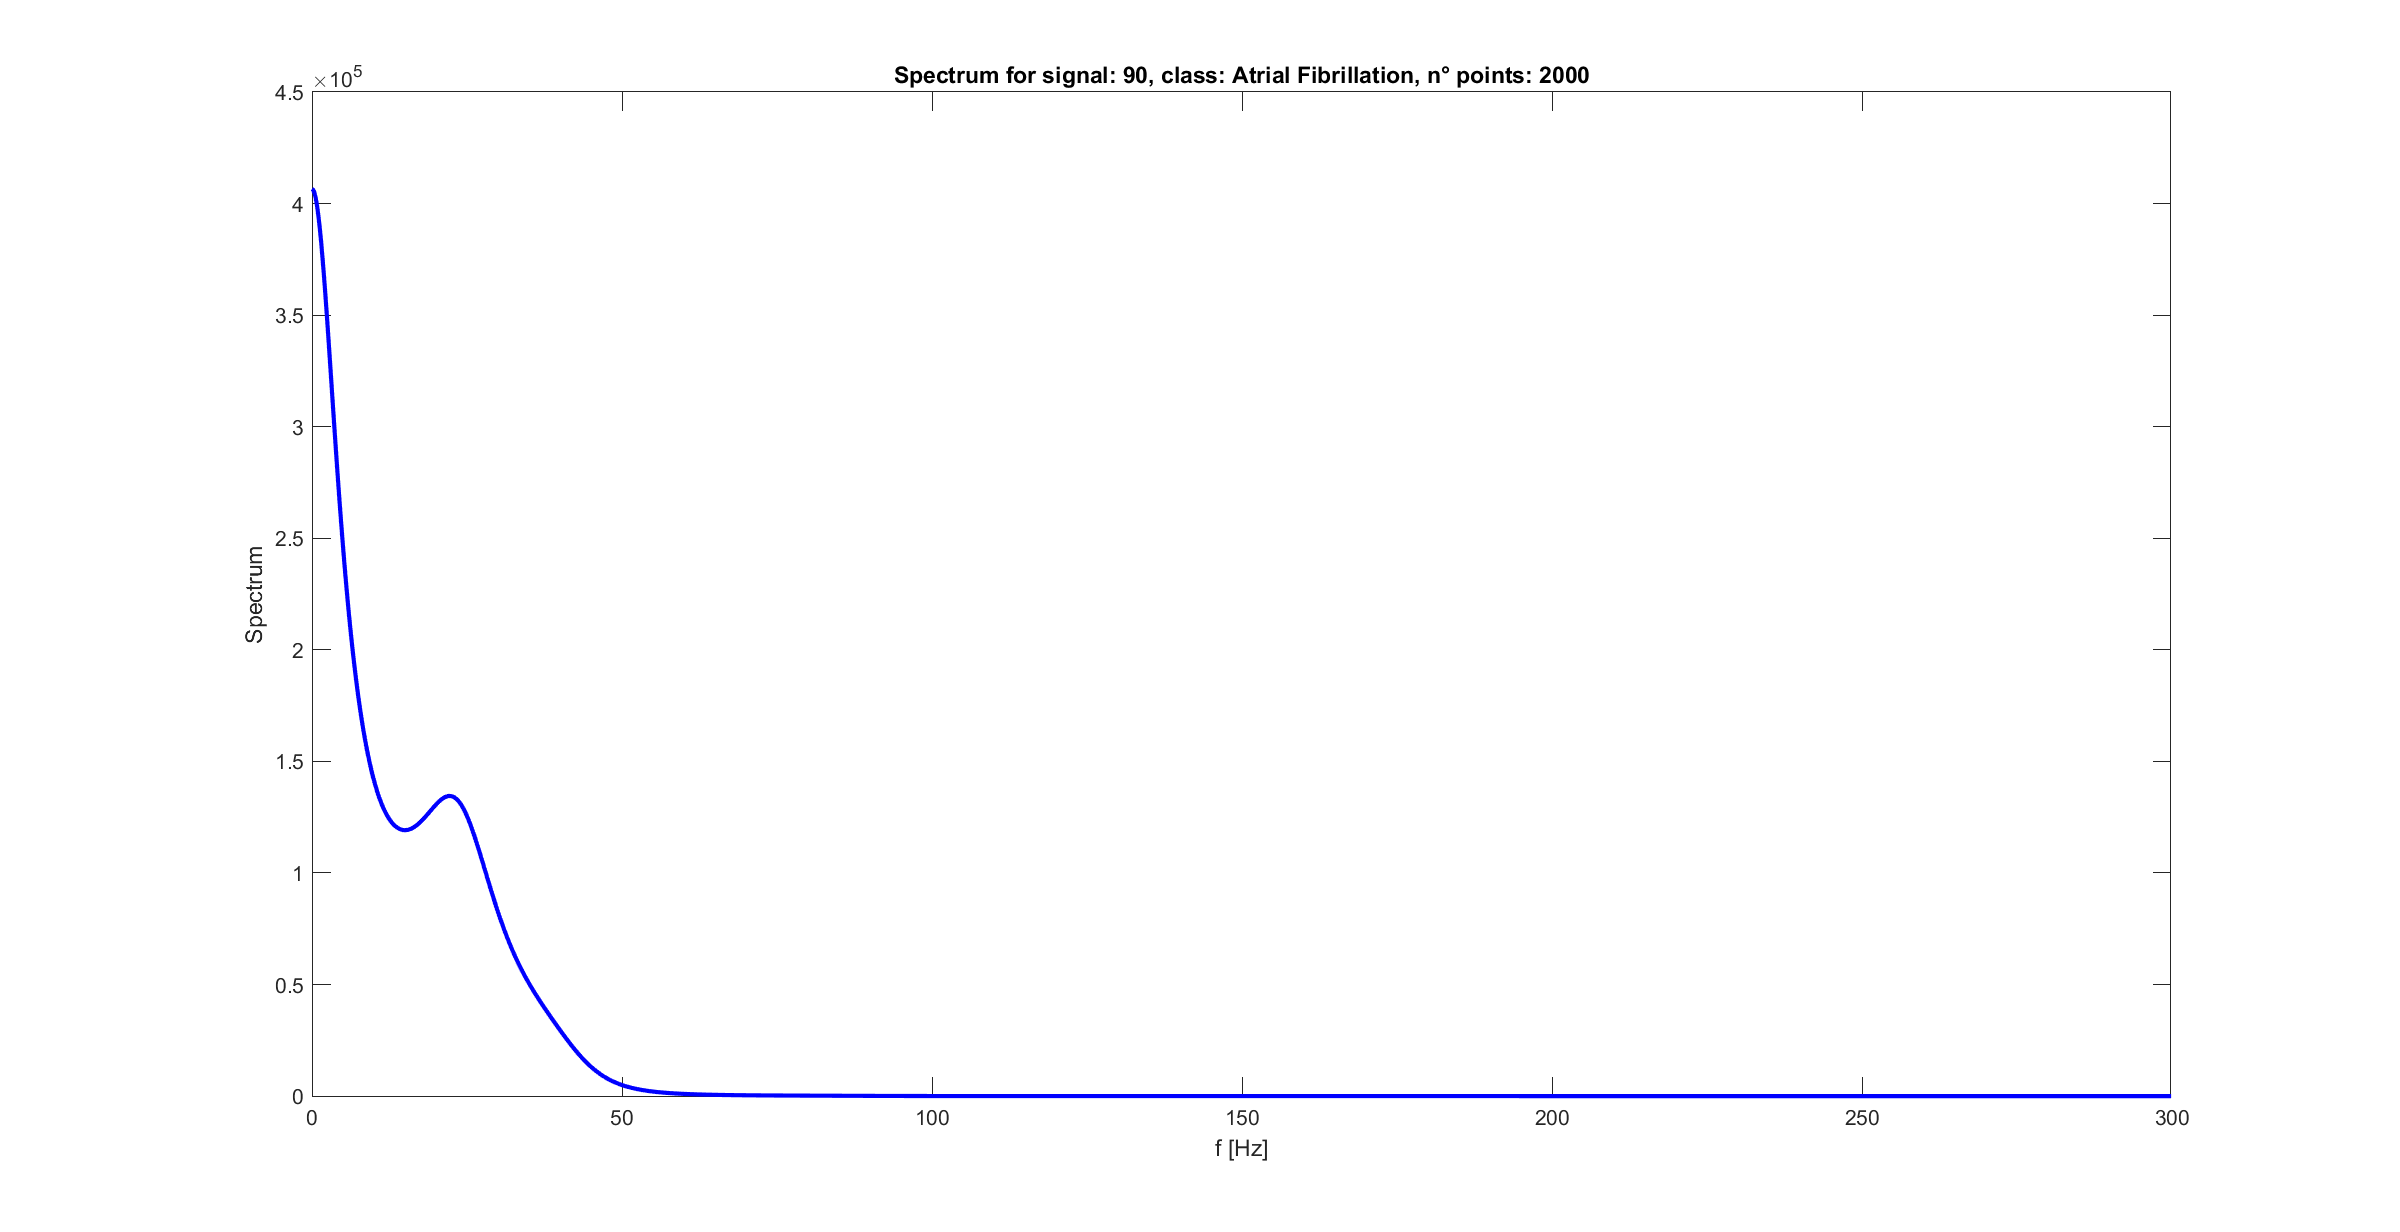 Spectrum for signal: 90, class: Atrial Fibrillation, n° points: 2000
×10^5
4.5
4
3.5
3
2.5
2
1.5
1
0.5
0
Spectrum
0 50 100 150 200 250 300
f [Hz]